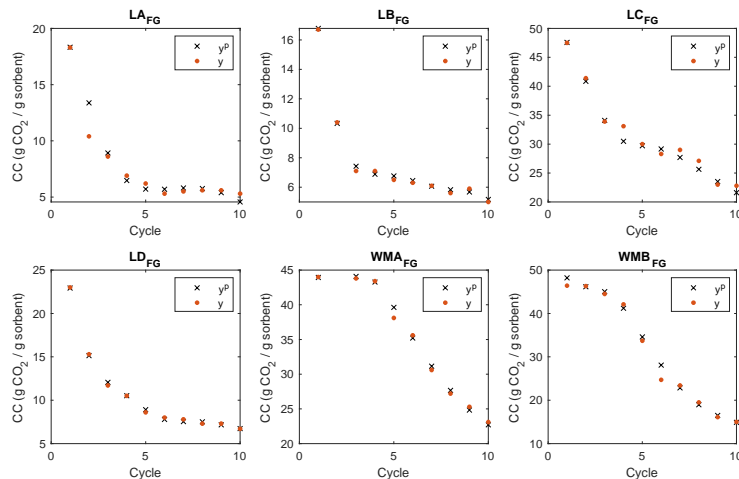 LA_FG
CC (g CO_2 / g sorbent)
20
15
10
5
0
5
10
Cycle
y^p
y
LB_FG
CC (g CO_2 / g sorbent)
16
14
12
10
8
6
0
5
10
Cycle
y^p
y
LC_FG
CC (g CO_2 / g sorbent)
50
45
40
35
30
25
20
0
5
10
Cycle
y^p
y
LD_FG
CC (g CO_2 / g sorbent)
25
20
15
10
5
0
5
10
Cycle
y^p
y
WMA_FG
CC (g CO_2 / g sorbent)
45
40
35
30
25
20
0
5
10
Cycle
y^p
y
WMB_FG
CC (g CO_2 / g sorbent)
50
40
30
20
10
0
5
10
Cycle
y^p
y